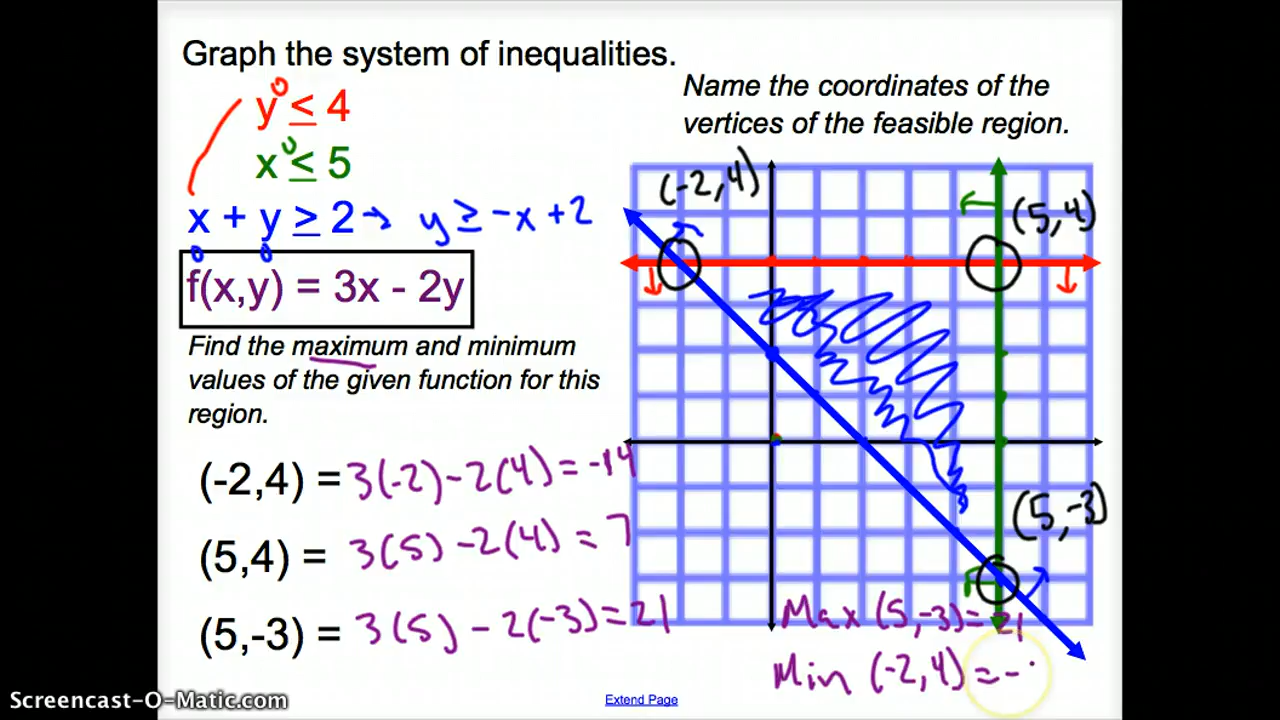 Graph the system of inequalities.
y ≤ 4
x ≤ 5
x + y ≥ 2 → y ≥ -x + 2
f(x,y) = 3x - 2y
Find the maximum and minimum
values of the given function for this
region.
(-2,4) = 3(-2) - 2(4) = -14
(5,4) = 3(5) - 2(4) = 7
(5,-3) = 3(5) - 2(-3) = 21
Name the coordinates of the
vertices of the feasible region.
(-2,4)
(5,4)
(5,-3)
Max (5,-3) = 21
Min (-2,4) = -
Extend Page
Screencast-O-Matic.com